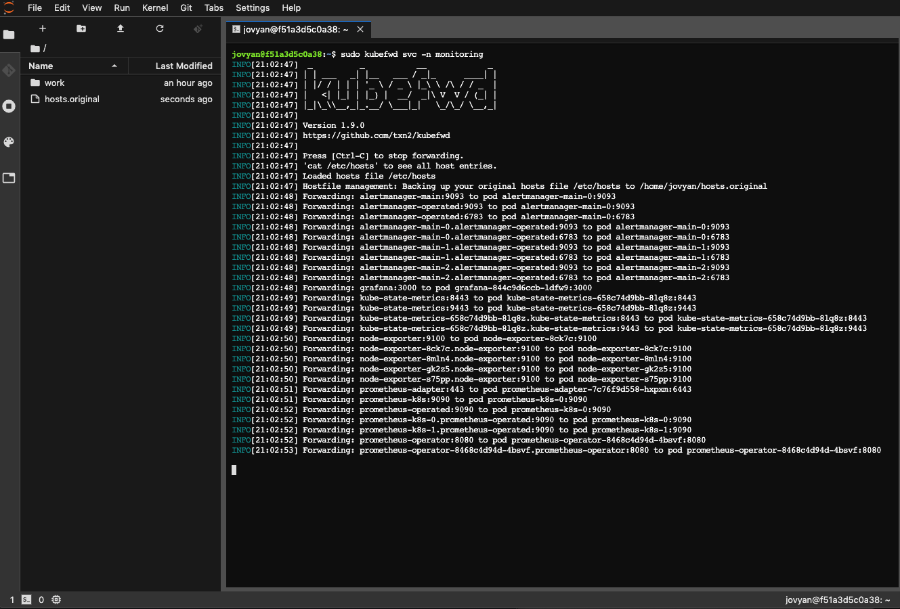 File Edit View Run Kernel Git Tabs Settings Help
jovyan@f51a3d5c0a38: ~
/
Name Last Modified
work an hour ago
hosts.original seconds ago
jovyan@f51a3d5c0a38:~$ sudo kubefwd svc -n monitoring
INFO[21:02:47]
INFO[21:02:47]
INFO[21:02:47]
INFO[21:02:47]
INFO[21:02:47]
INFO[21:02:47]
INFO[21:02:47] Version 1.9.0
INFO[21:02:47] https://github.com/txn2/kubefwd
INFO[21:02:47]
INFO[21:02:47] Press [Ctrl-C] to stop forwarding.
INFO[21:02:47] 'cat /etc/hosts' to see all host entries.
INFO[21:02:47] Loaded hosts file /etc/hosts
INFO[21:02:47] Hostfile management: Backing up your original hosts file /etc/hosts to /home/jovyan/hosts.original
INFO[21:02:48] Forwarding: alertmanager-main:9093 to pod alertmanager-main-0:9093
INFO[21:02:48] Forwarding: alertmanager-operated:9093 to pod alertmanager-main-0:9093
INFO[21:02:48] Forwarding: alertmanager-operated:6783 to pod alertmanager-main-0:6783
INFO[21:02:48] Forwarding: alertmanager-main-0.alertmanager-operated:9093 to pod alertmanager-main-0:9093
INFO[21:02:48] Forwarding: alertmanager-main-0.alertmanager-operated:6783 to pod alertmanager-main-0:6783
INFO[21:02:48] Forwarding: alertmanager-main-1.alertmanager-operated:9093 to pod alertmanager-main-1:9093
INFO[21:02:48] Forwarding: alertmanager-main-1.alertmanager-operated:6783 to pod alertmanager-main-1:6783
INFO[21:02:48] Forwarding: alertmanager-main-2.alertmanager-operated:9093 to pod alertmanager-main-2:9093
INFO[21:02:48] Forwarding: alertmanager-main-2.alertmanager-operated:6783 to pod alertmanager-main-2:6783
INFO[21:02:48] Forwarding: grafana:3000 to pod grafana-844c9d6ccb-ldfw9:3000
INFO[21:02:49] Forwarding: kube-state-metrics:8443 to pod kube-state-metrics-658c74d9bb-8lq8z:8443
INFO[21:02:49] Forwarding: kube-state-metrics:9443 to pod kube-state-metrics-658c74d9bb-8lq8z:9443
INFO[21:02:49] Forwarding: kube-state-metrics-658c74d9bb-8lq8z.kube-state-metrics:8443 to pod kube-state-metrics-658c74d9bb-8lq8z:8443
INFO[21:02:49] Forwarding: kube-state-metrics-658c74d9bb-8lq8z.kube-state-metrics:9443 to pod kube-state-metrics-658c74d9bb-8lq8z:9443
INFO[21:02:50] Forwarding: node-exporter:9100 to pod node-exporter-8ck7c:9100
INFO[21:02:50] Forwarding: node-exporter-8ck7c.node-exporter:9100 to pod node-exporter-8ck7c:9100
INFO[21:02:50] Forwarding: node-exporter-8mln4.node-exporter:9100 to pod node-exporter-8mln4:9100
INFO[21:02:50] Forwarding: node-exporter-gk2z5.node-exporter:9100 to pod node-exporter-gk2z5:9100
INFO[21:02:50] Forwarding: node-exporter-s75pp.node-exporter:9100 to pod node-exporter-s75pp:9100
INFO[21:02:51] Forwarding: prometheus-adapter:443 to pod prometheus-adapter-7c76f9d558-hxpxm:6443
INFO[21:02:51] Forwarding: prometheus-k8s:9090 to pod prometheus-k8s-0:9090
INFO[21:02:52] Forwarding: prometheus-operated:9090 to pod prometheus-k8s-0:9090
INFO[21:02:52] Forwarding: prometheus-k8s-0.prometheus-operated:9090 to pod prometheus-k8s-0:9090
INFO[21:02:52] Forwarding: prometheus-k8s-1.prometheus-operated:9090 to pod prometheus-k8s-1:9090
INFO[21:02:52] Forwarding: prometheus-operator:8080 to pod prometheus-operator-8468c4d94d-4bsvf:8080
INFO[21:02:53] Forwarding: prometheus-operator-8468c4d94d-4bsvf.prometheus-operator:8080 to pod prometheus-operator-8468c4d94d-4bsvf:8080
1 0 jovyan@f51a3d5c0a38: ~